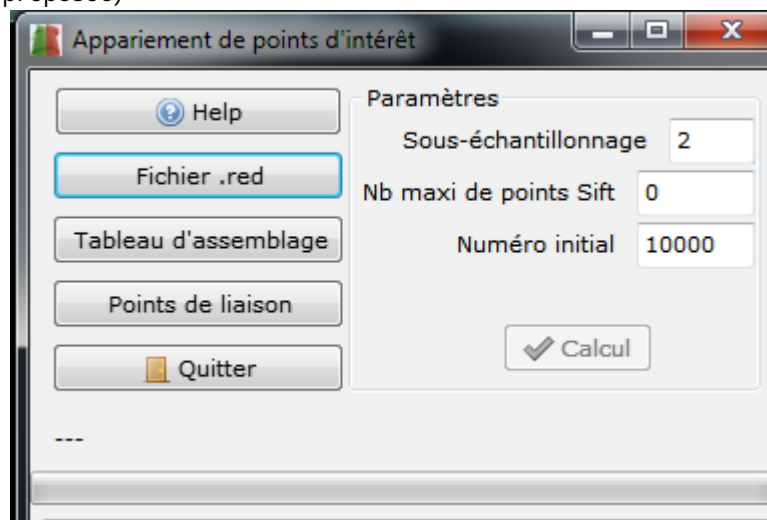 Appariement de points d'intérêt
Help
Fichier .red
Tableau d'assemblage
Points de liaison
Quitter
Paramètres
Sous-échantillonnage 2
Nb maxi de points Sift 0
Numéro initial 10000
Calcul
---